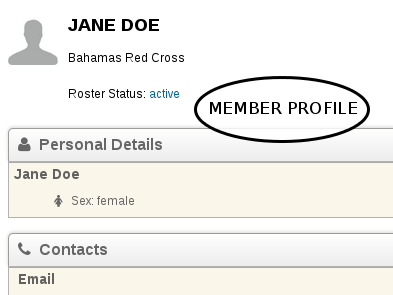 JANE DOE
Bahamas Red Cross
Roster Status: active
MEMBER PROFILE
Personal Details
Jane Doe
Sex: female
Contacts
Email